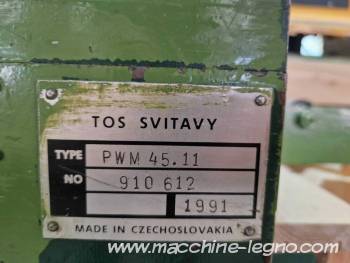 TOS SVITAVY
TYPE PWM 45.11
NO 910 612
1991
MADE IN CZECHOSLOVAKIA
www.macchine-legno.com